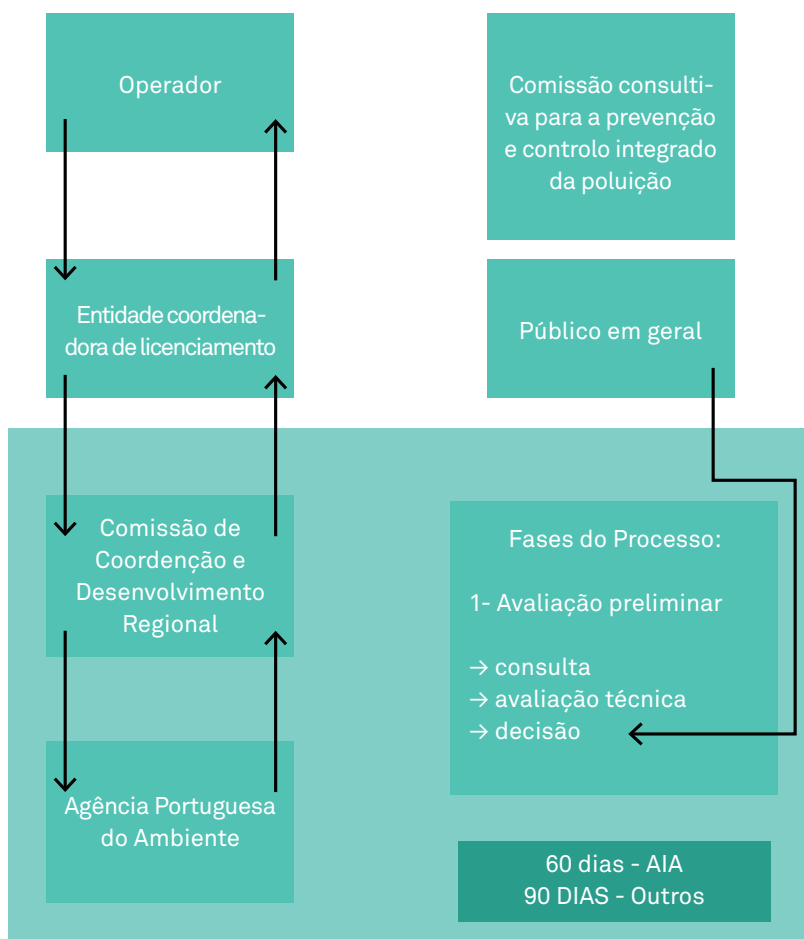 Operador
Entidade coordena-
dora de licenciamento
Comissão de
Coordenção e
Desenvolvimento
Regional
Agência Portuguesa
do Ambiente
Comissão consulti-
va para a prevenção
e controlo integrado
da poluição
Público em geral
Fases do Processo:
1- Avaliação preliminar
→ consulta
→ avaliação técnica
→ decisão
60 dias - AIA
90 DIAS - Outros